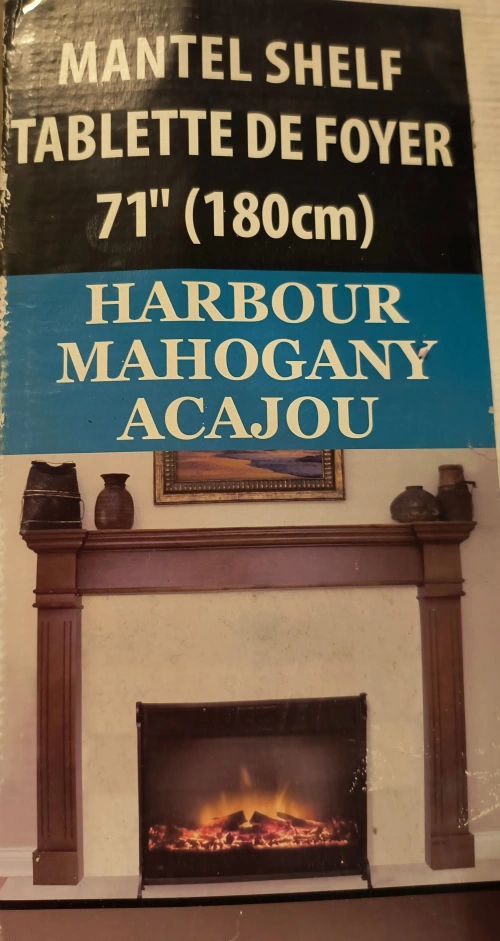 MANTEL SHELF
TABLETTE DE FOYER
71" (180cm)
HARBOUR
MAHOGANY
ACAJOU